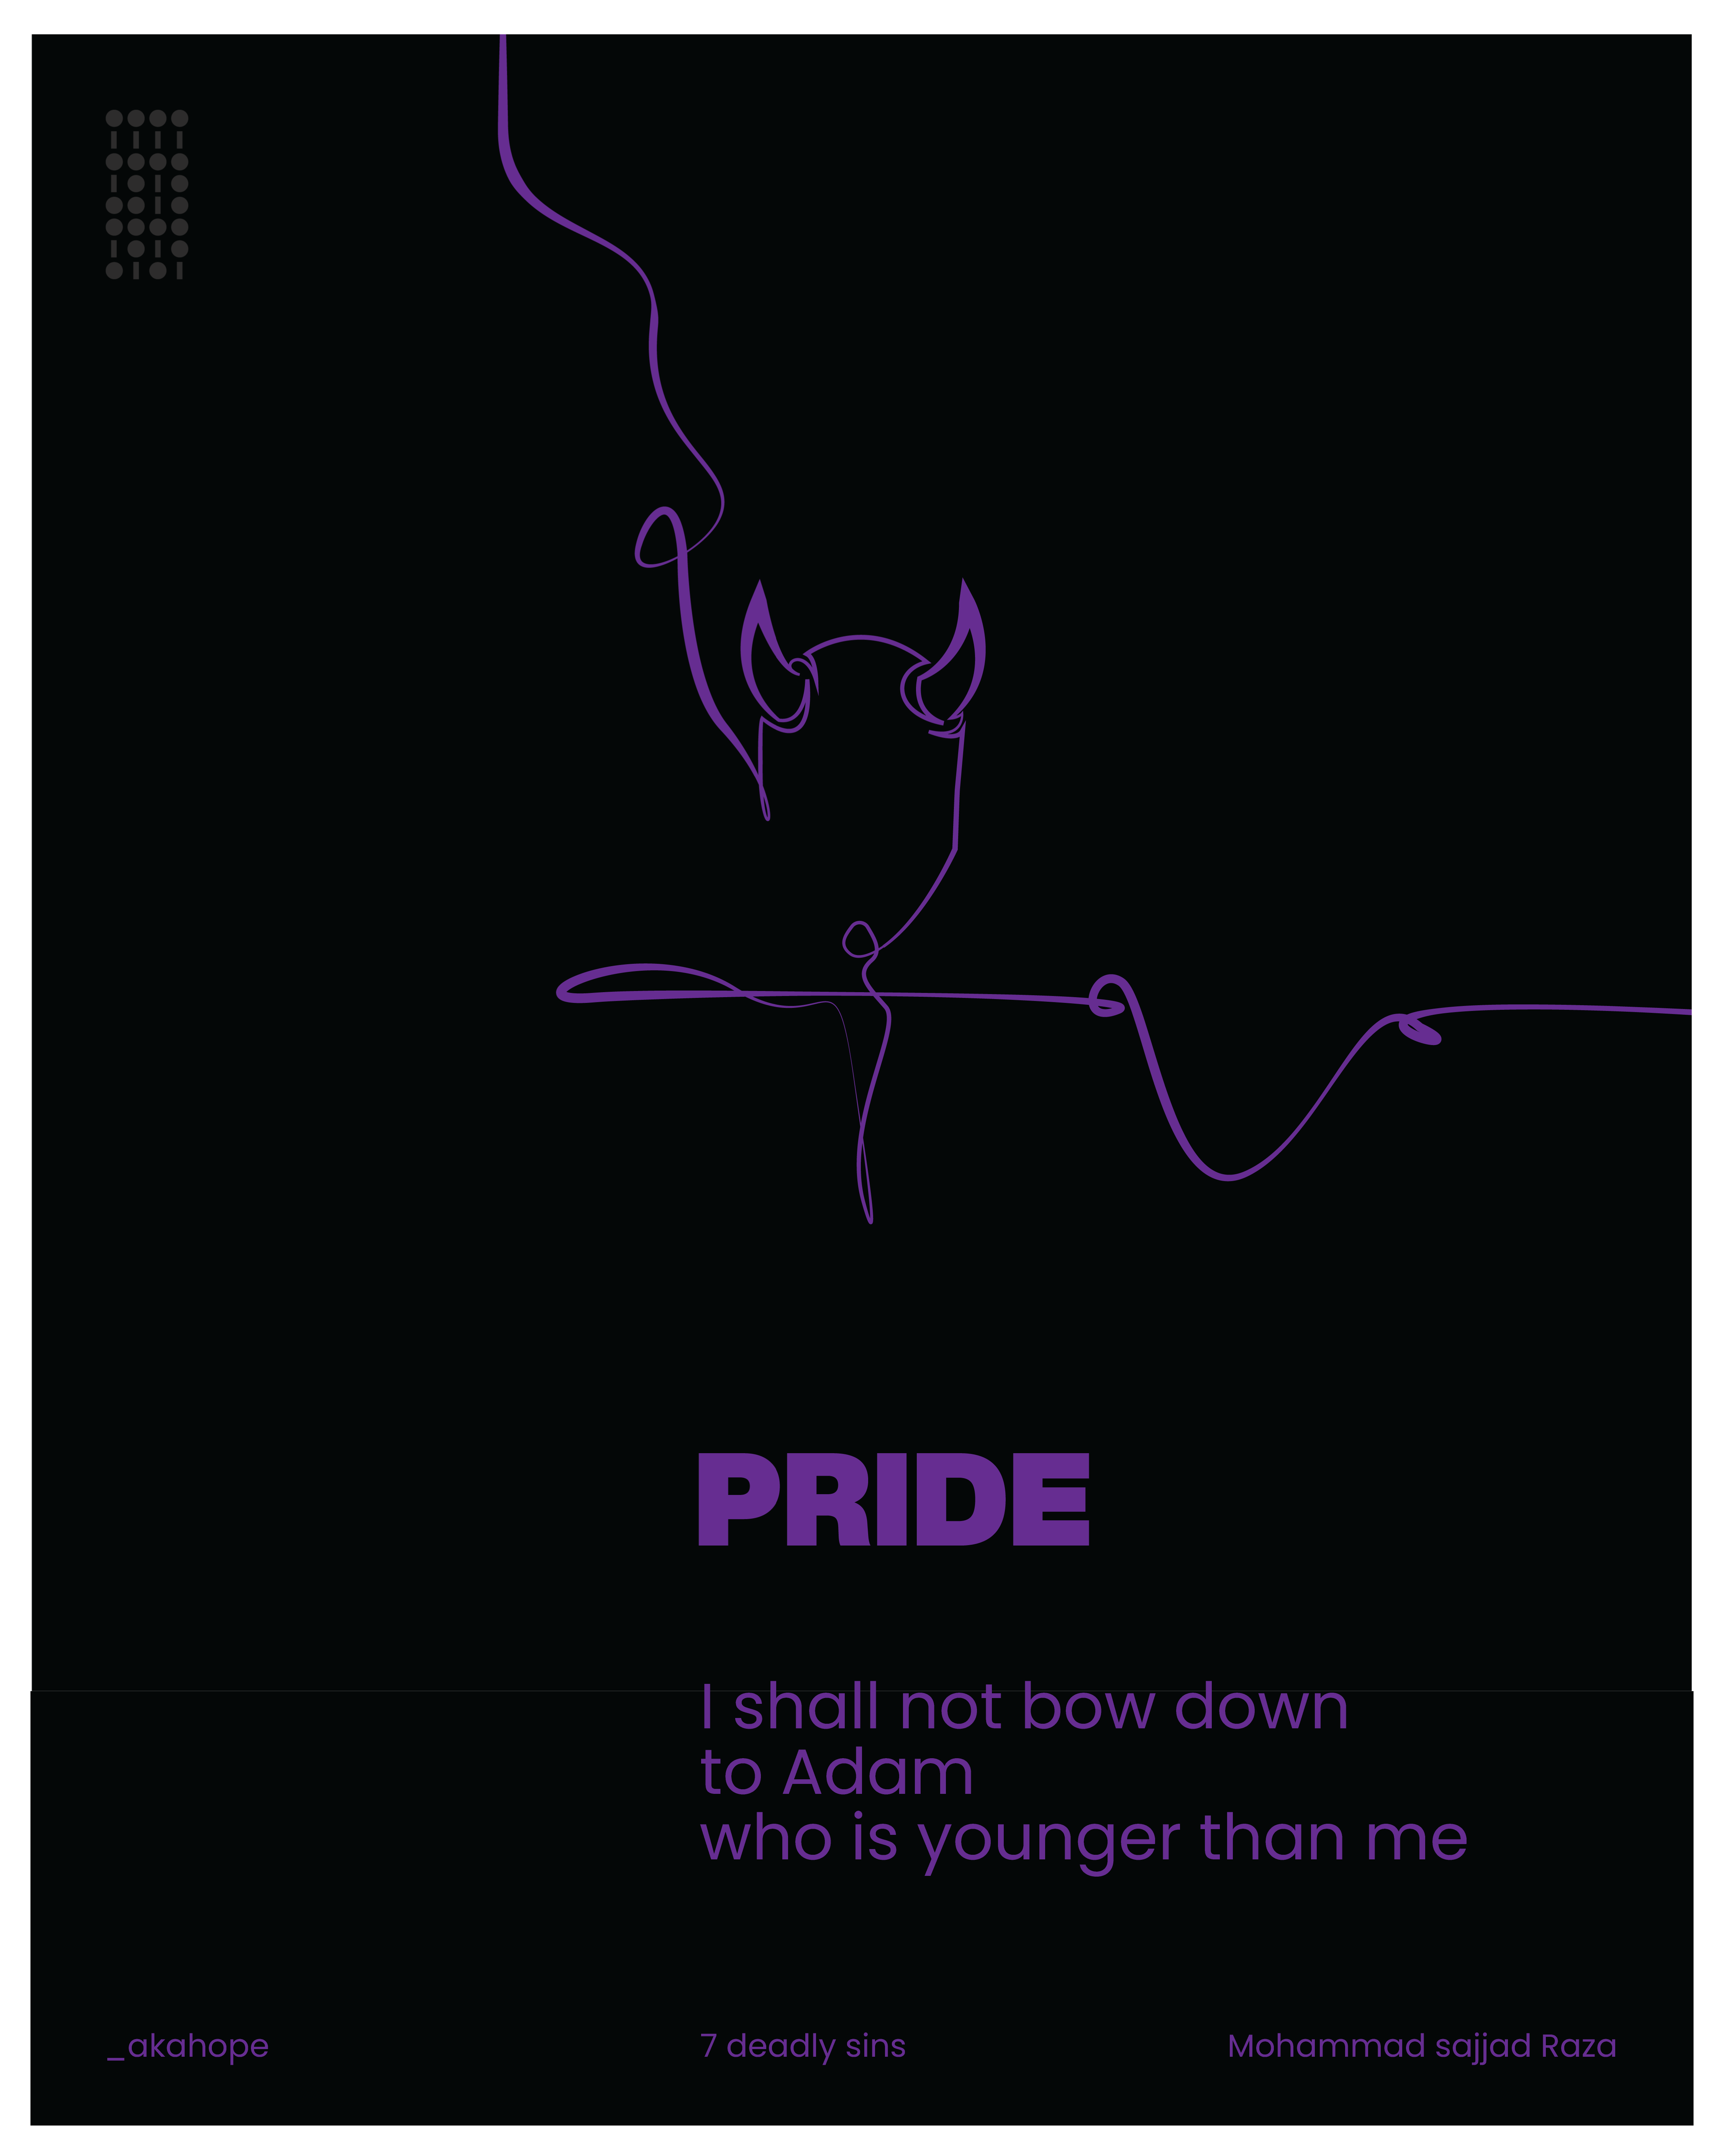 PRIDE
I shall not bow down
to Adam
who is younger than me
_akahope
7 deadly sins
Mohammad sajjad Raza